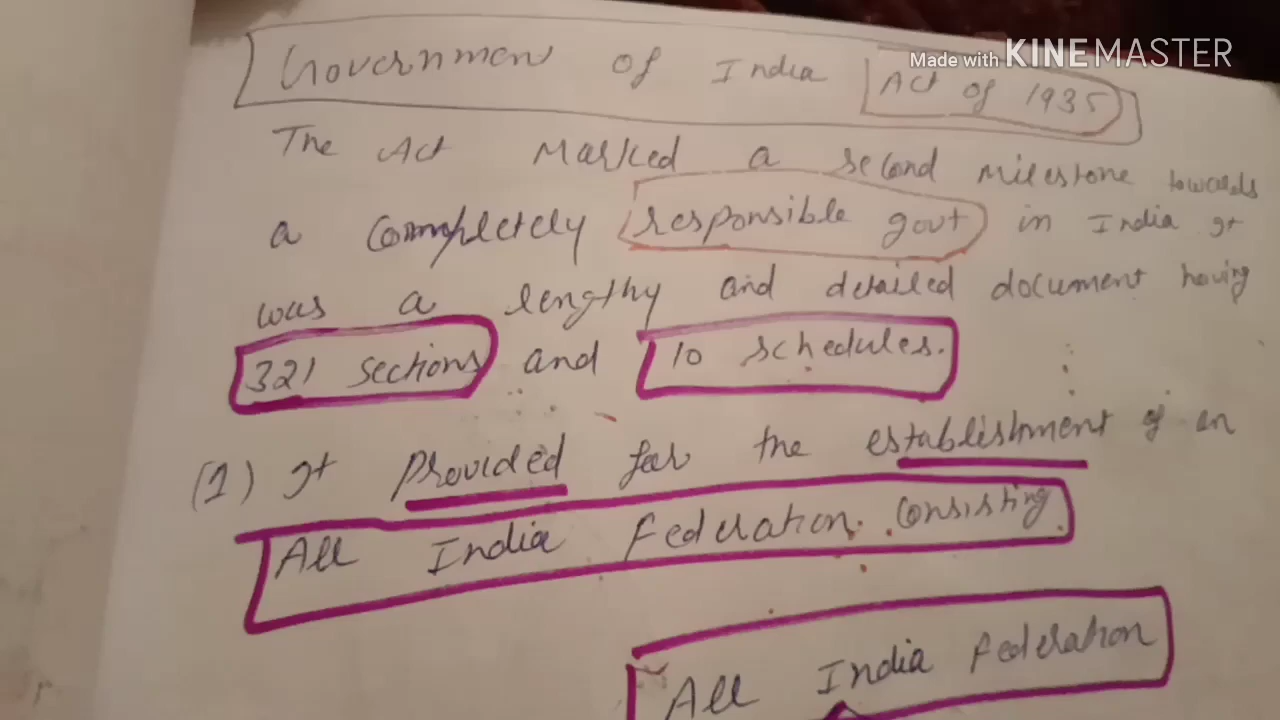 Made with KINEMASTER
Government of India Act of 1935
The Act Marked a second milestone towards
a completely responsible govt in India It
was a lengthy and detailed document having
321 sections and 10 schedules.
(1) It provided for the establishment of an
All India Federation consisting
All India Federation